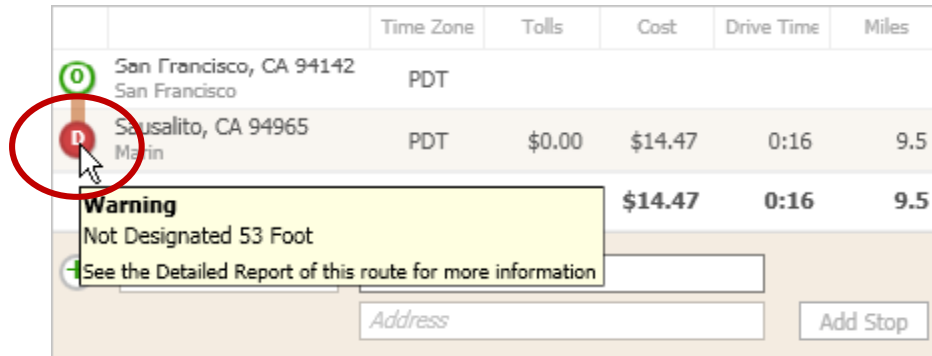 Time Zone Tolls Cost Drive Time Miles
O San Francisco, CA 94142 PDT
San Francisco
D Sausalito, CA 94965 PDT $0.00 $14.47 0:16 9.5
Marin
Warning $14.47 0:16 9.5
Not Designated 53 Foot
See the Detailed Report of this route for more information
Address Add Stop